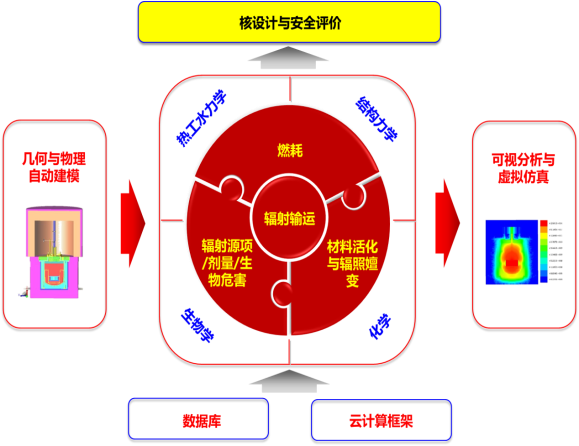 核设计与安全评价
热工水力学
结构力学
几何与物理
自动建模
燃耗
辐射输运
辐射源项
/剂量/生
物危害
材料活化
与辐照嬗
变
可视分析与
虚拟仿真
生物学
化学
数据库
云计算框架